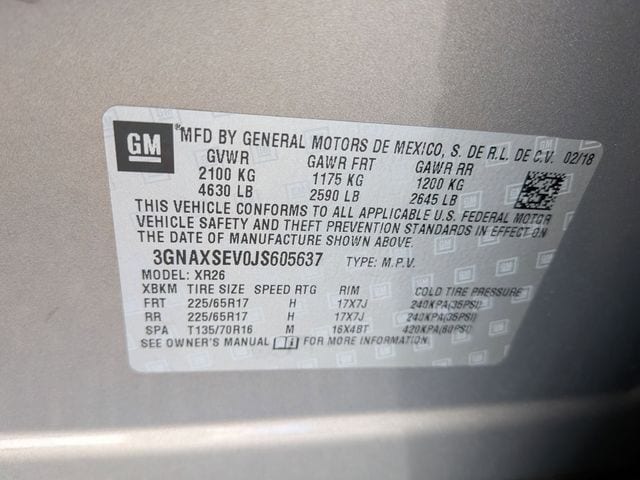 GM ® MFD BY GENERAL MOTORS DE MEXICO, S. DE R.L. DE C.V. 02/18
GVWR GAWR FRT GAWR RR
2100 KG 1175 KG 1200 KG
4630 LB 2590 LB 2645 LB
THIS VEHICLE CONFORMS TO ALL APPLICABLE U.S. FEDERAL MOTOR
VEHICLE SAFETY AND THEFT PREVENTION STANDARDS IN EFFECT ON
THE DATE OF MANUFACTURE SHOWN ABOVE.
3GNAXSEV0JS605637 TYPE: M.P.V.
MODEL: XR26
XBKM TIRE SIZE SPEED RTG RIM COLD TIRE PRESSURE
FRT 225/65R17 H 17X7J 240KPA(35PSI)
RR 225/65R17 H 17X7J 240KPA(35PSI)
SPA T135/70R16 M 16X4BT 420KPA(60PSI)
SEE OWNER'S MANUAL FOR MORE INFORMATION.